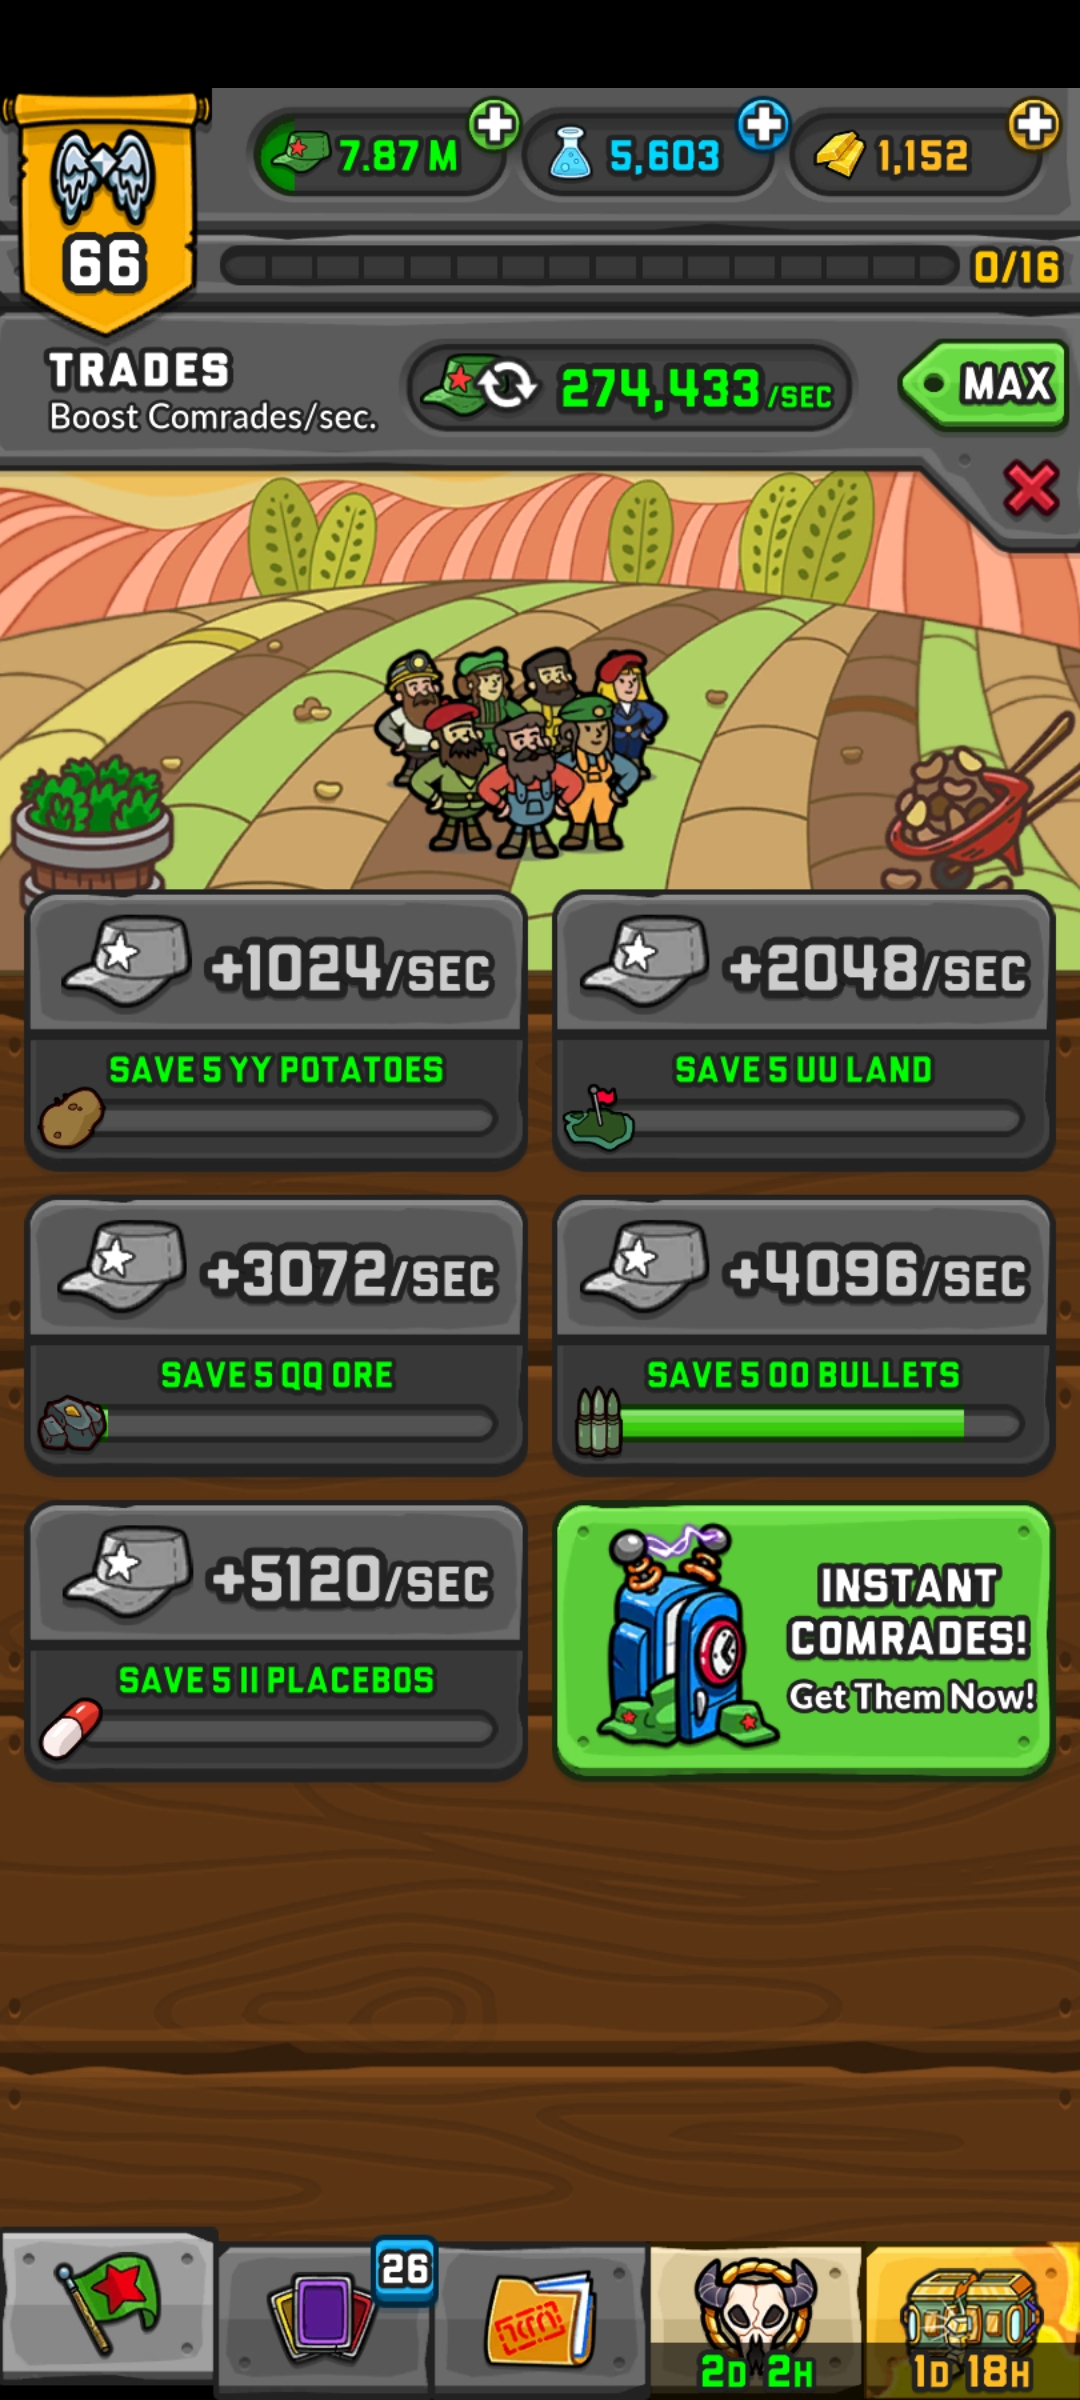 7.87 M
5,603
1,152
66
0/16
TRADES
Boost Comrades/sec.
274,433/SEC
MAX
+1024/SEC
+2048/SEC
SAVE 5 YY POTATOES
SAVE 5 UU LAND
+3072/SEC
+4096/SEC
SAVE 5 QQ ORE
SAVE 5 OO BULLETS
+5120/SEC
INSTANT
COMRADES!
Get Them Now!
SAVE 5 II PLACEBOS
26
2D 2H
1D 18H